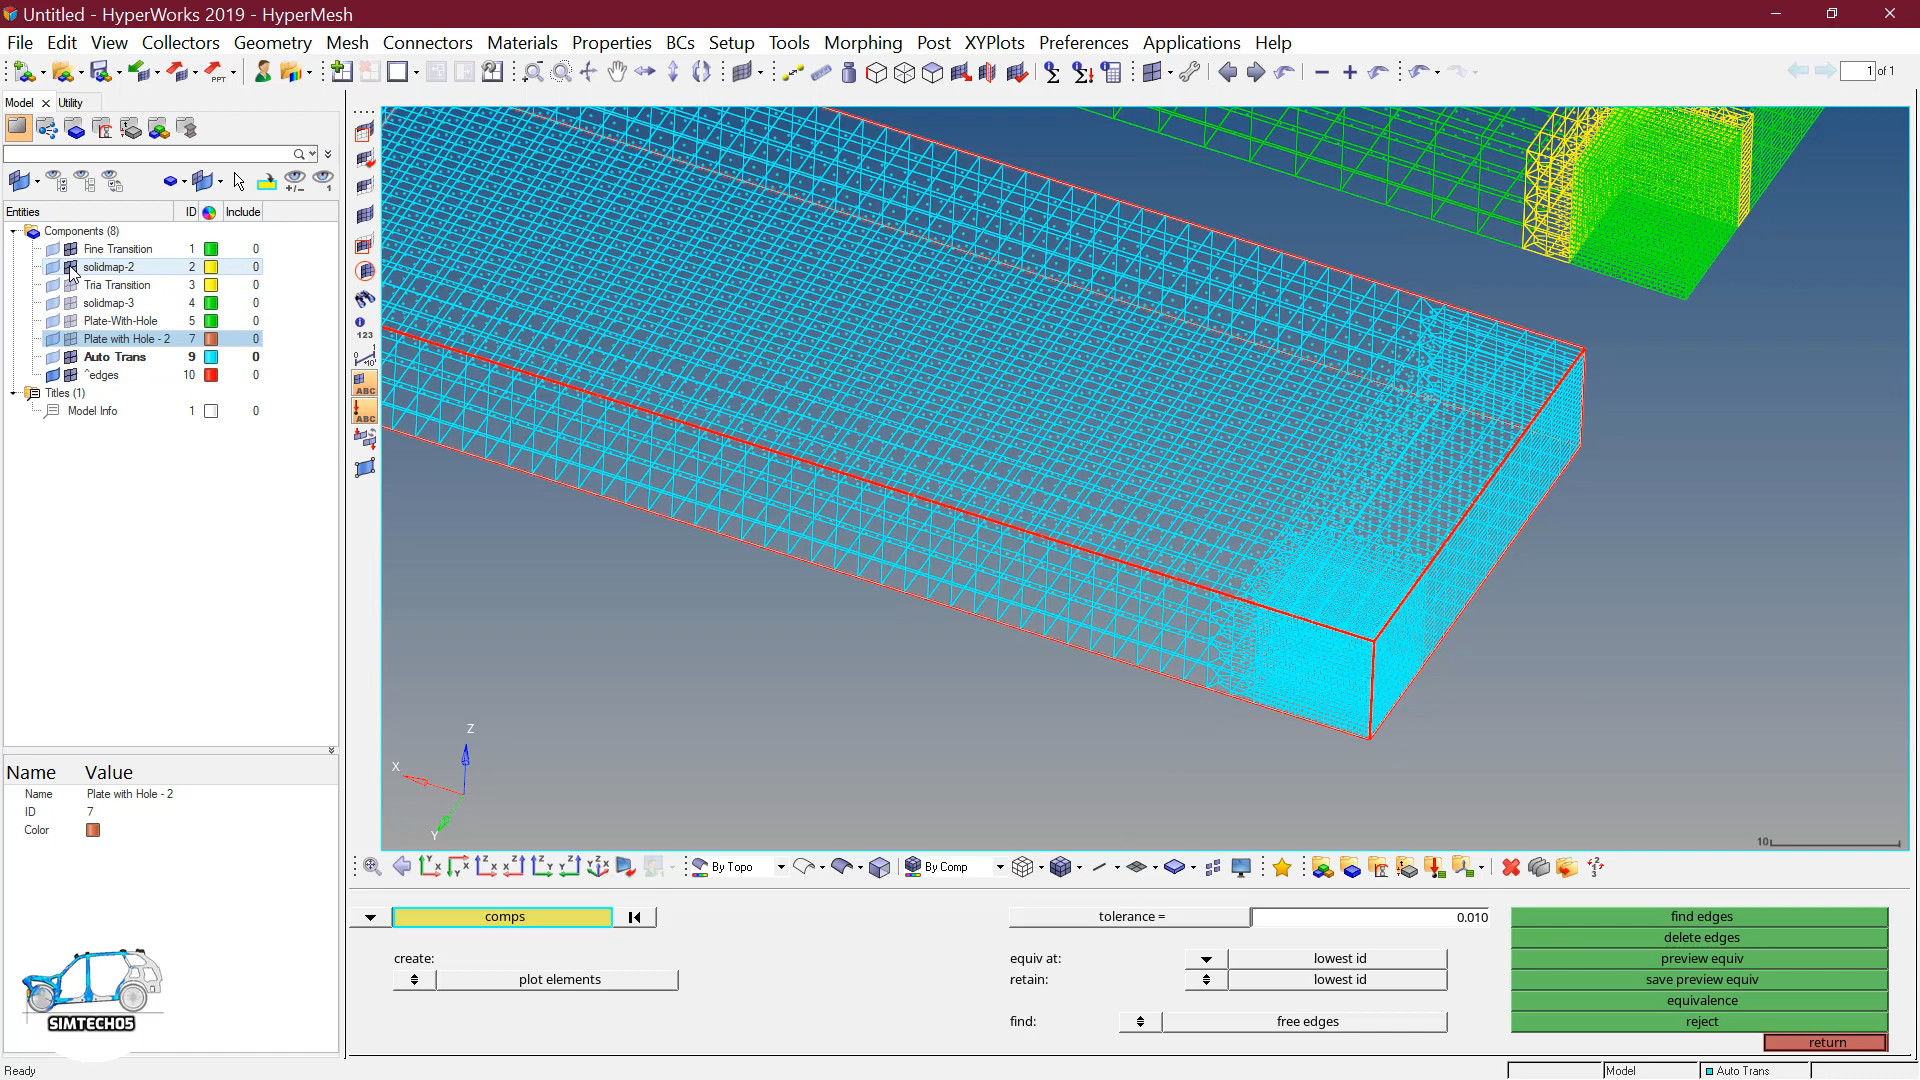 Untitled - HyperWorks 2019 - HyperMesh
File Edit View Collectors Geometry Mesh Connectors Materials Properties BCs Setup Tools Morphing Post XYPlots Preferences Applications Help
PPT
1 of 1
Model Utility
Entities ID Include
Components (8)
Fine Transition 1 0
solidmap-2 2 0
Tria Transition 3 0
solidmap-3 4 0
Plate-With-Hole 5 0
Plate with Hole - 2 7 0
Auto Trans 9 0
^edges 10 0
Titles (1)
Model Info 1 0
123
ABC
ABC
Name Value
Name Plate with Hole - 2
ID 7
Color
SIMTECH05
Z
X
Y
10
By Topo
By Comp
comps
create:
plot elements
tolerance = 0.010
equiv at: lowest id
retain: lowest id
find: free edges
find edges
delete edges
preview equiv
save preview equiv
equivalence
reject
return
Ready
Model
Auto Trans